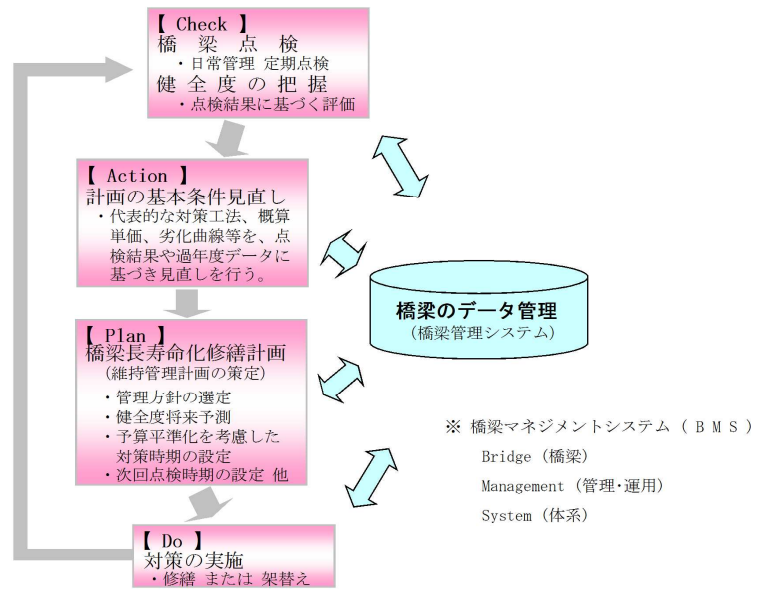 【 Check 】
橋 梁 点 検
・日常管理 定期点検
健 全 度 の 把 握
・点検結果に基づく評価
【 Action 】
計画の基本条件見直し
・代表的な対策工法、概算
単価、劣化曲線等を、点
検結果や過年度データに
基づき見直しを行う。
【 Plan 】
橋梁長寿命化修繕計画
(維持管理計画の策定)
・管理方針の選定
・健全度将来予測
・予算平準化を考慮した
対策時期の設定
・次回点検時期の設定 他
【 Do 】
対策の実施
・修繕 または 架替え
橋梁のデータ管理
(橋梁管理システム)
※ 橋梁マネジメントシステム ( B M S )
Bridge (橋梁)
Management (管理・運用)
System (体系)